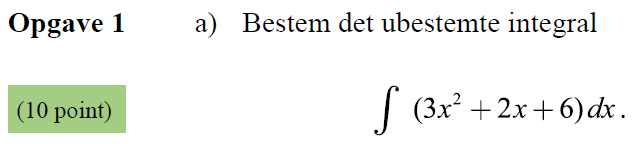 Opgave 1 a) Bestem det ubestemte integral
(10 point) ∫ (3x² + 2x + 6) dx.